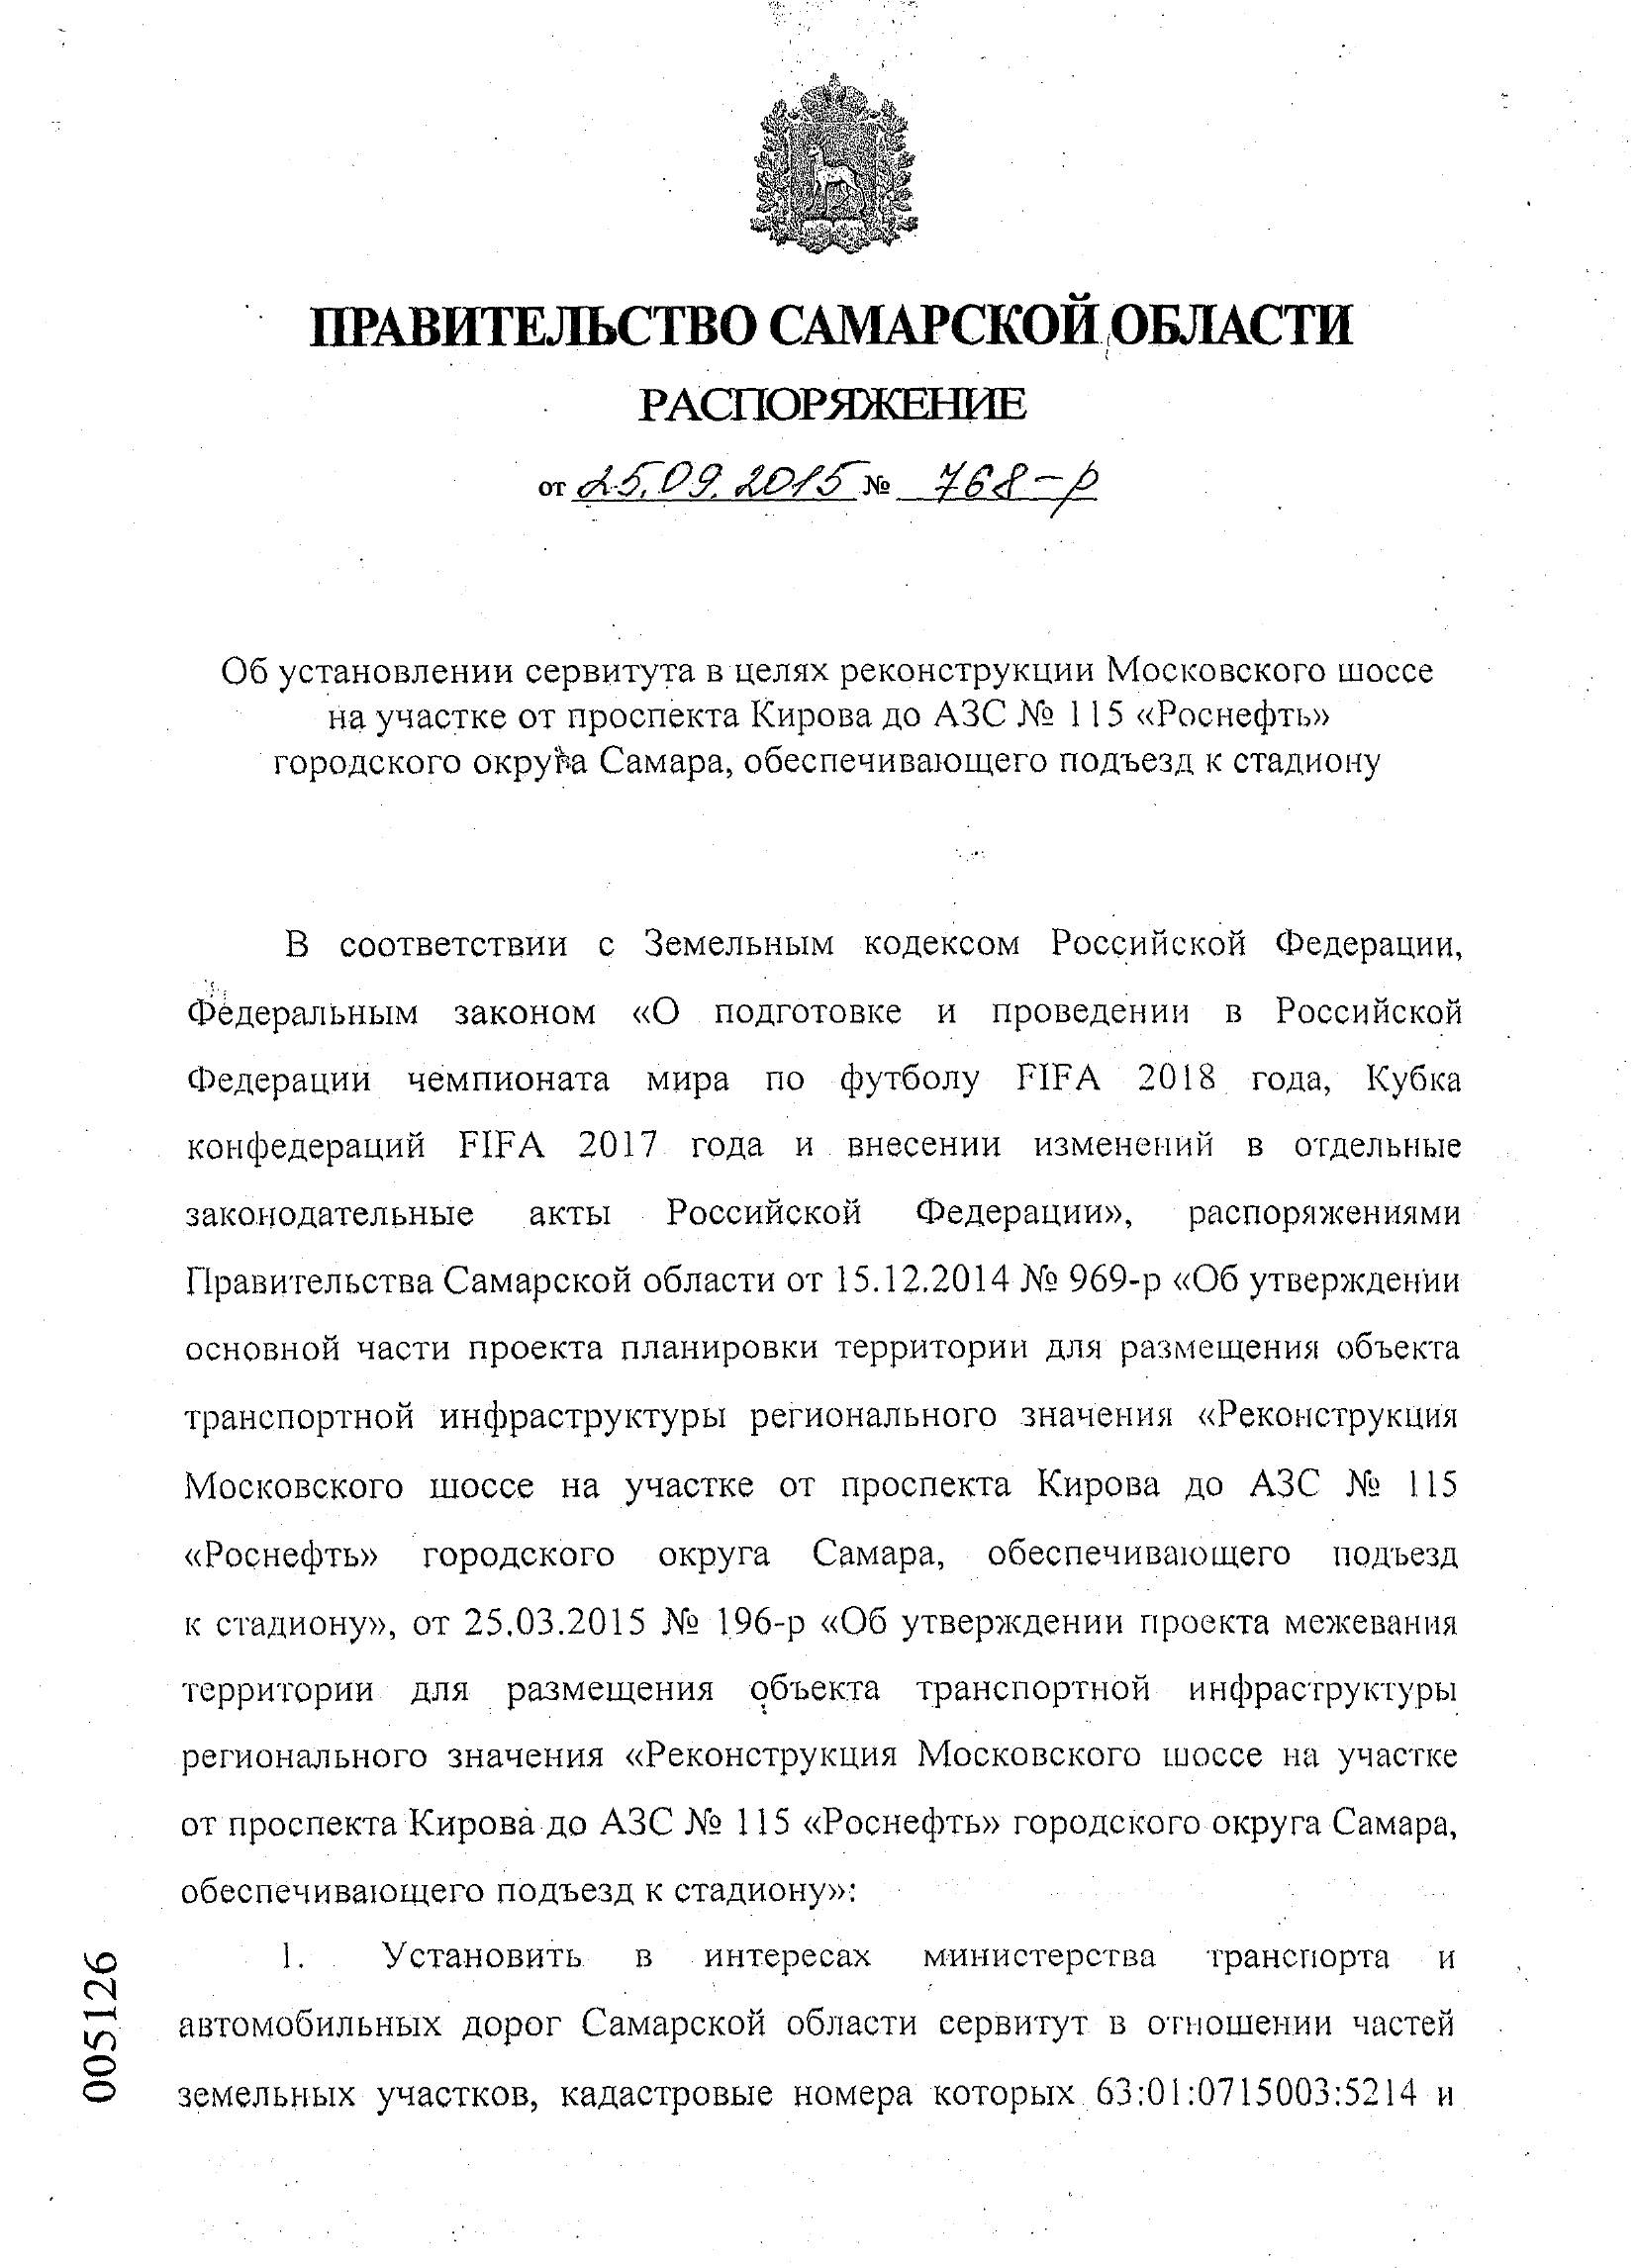 ПРАВИТЕЛЬСТВО САМАРСКОЙ ОБЛАСТИ
РАСПОРЯЖЕНИЕ
от 25.09.2015 № 768-р
Об установлении сервитута в целях реконструкции Московского шоссе
на участке от проспекта Кирова до АЗС № 115 «Роснефть»
городского округа Самара, обеспечивающего подъезд к стадиону
В соответствии с Земельным кодексом Российской Федерации,
Федеральным законом «О подготовке и проведении в Российской
Федерации чемпионата мира по футболу FIFA 2018 года, Кубка
конфедераций FIFA 2017 года и внесении изменений в отдельные
законодательные акты Российской Федерации», распоряжениями
Правительства Самарской области от 15.12.2014 № 969-р «Об утверждении
основной части проекта планировки территории для размещения объекта
транспортной инфраструктуры регионального значения «Реконструкция
Московского шоссе на участке от проспекта Кирова до АЗС № 115
«Роснефть» городского округа Самара, обеспечивающего подъезд
к стадиону», от 25.03.2015 № 196-р «Об утверждении проекта межевания
территории для размещения объекта транспортной инфраструктуры
регионального значения «Реконструкция Московского шоссе на участке
от проспекта Кирова до АЗС № 115 «Роснефть» городского округа Самара,
обеспечивающего подъезд к стадиону»:
1. Установить в интересах министерства транспорта и
автомобильных дорог Самарской области сервитут в отношении частей
земельных участков, кадастровые номера которых 63:01:0715003:5214 и
005126